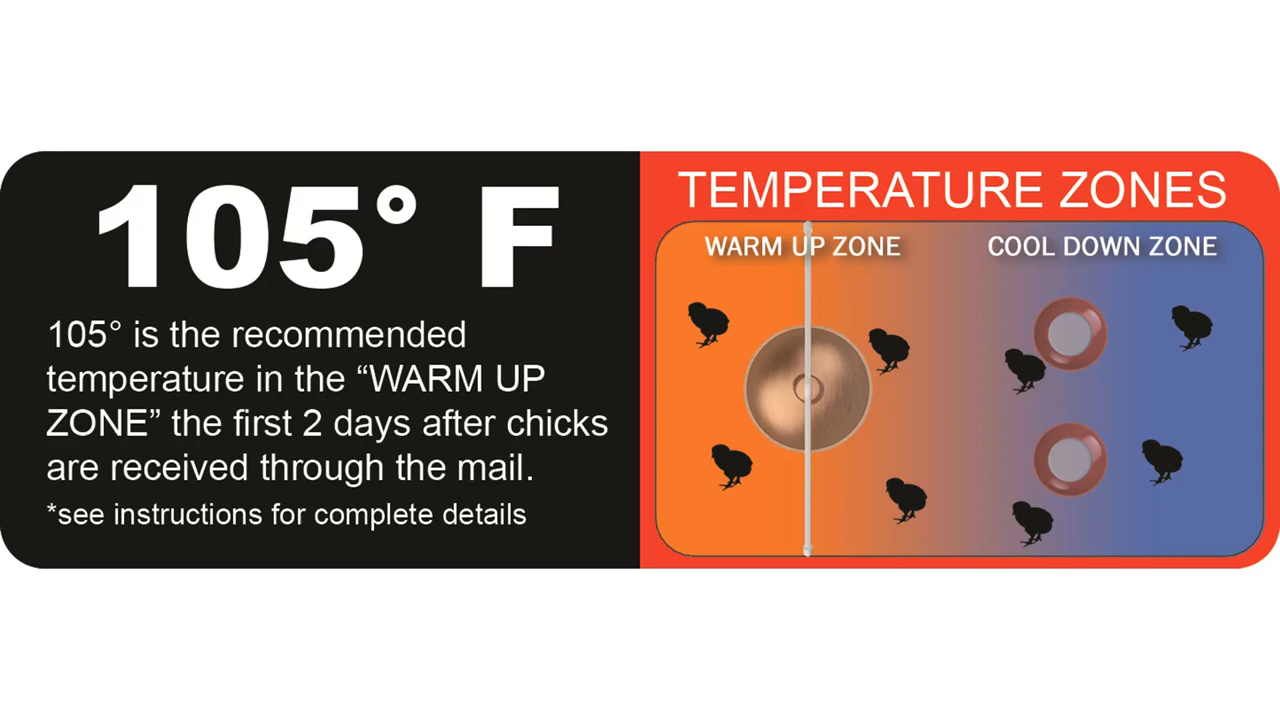 105° F
105° is the recommended
temperature in the “WARM UP
ZONE” the first 2 days after chicks
are received through the mail.
*see instructions for complete details
TEMPERATURE ZONES
WARM UP ZONE
COOL DOWN ZONE